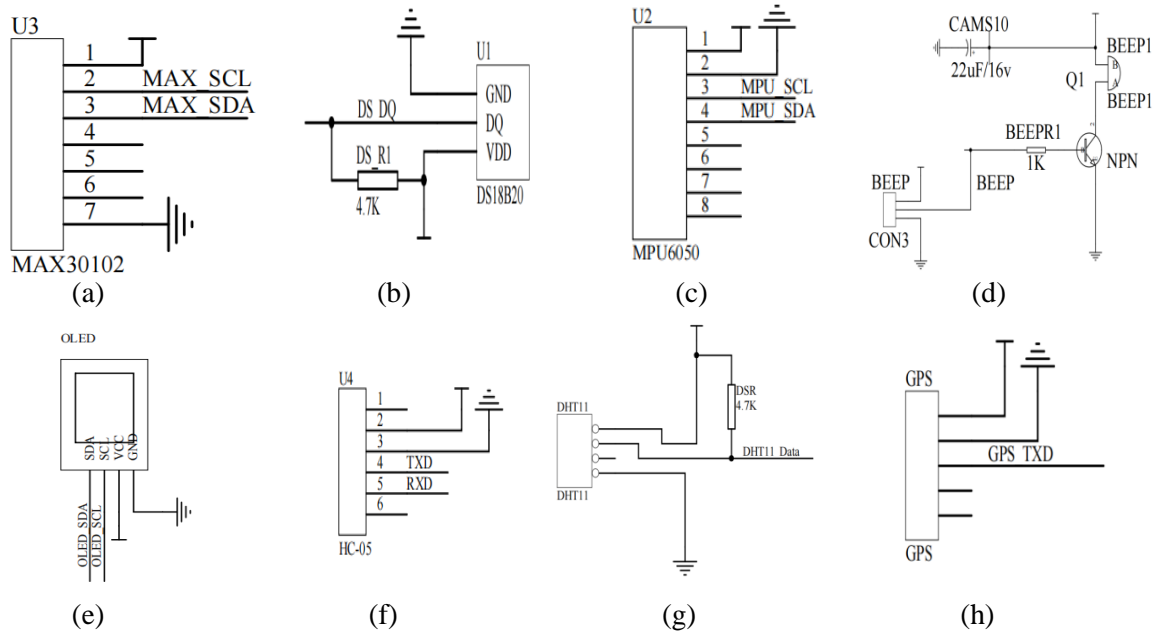 U3
1
2 MAX_SCL
3 MAX_SDA
4
5
6
7
MAX30102
(a)
U1
GND
DS_DQ DQ
DS_R1 VDD
4.7K DS18B20
(b)
U2
1
2
3 MPU_SCL
4 MPU_SDA
5
6
7
8
MPU6050
(c)
CAMS10
22uF/16v
BEEP1
B
Q1
A
BEEP1
BEEPR1
1K
NPN
BEEP
BEEP
CON3
(d)
OLED
SDA
SCL
VCC
GND
OLED_SDA
OLED_SCL
(e)
U4
1
2
3
4 TXD
5 RXD
6
HC-05
(f)
DSR
4.7K
DHT11
DHT11_Data
DHT11
(g)
GPS
GPS_TXD
GPS
(h)